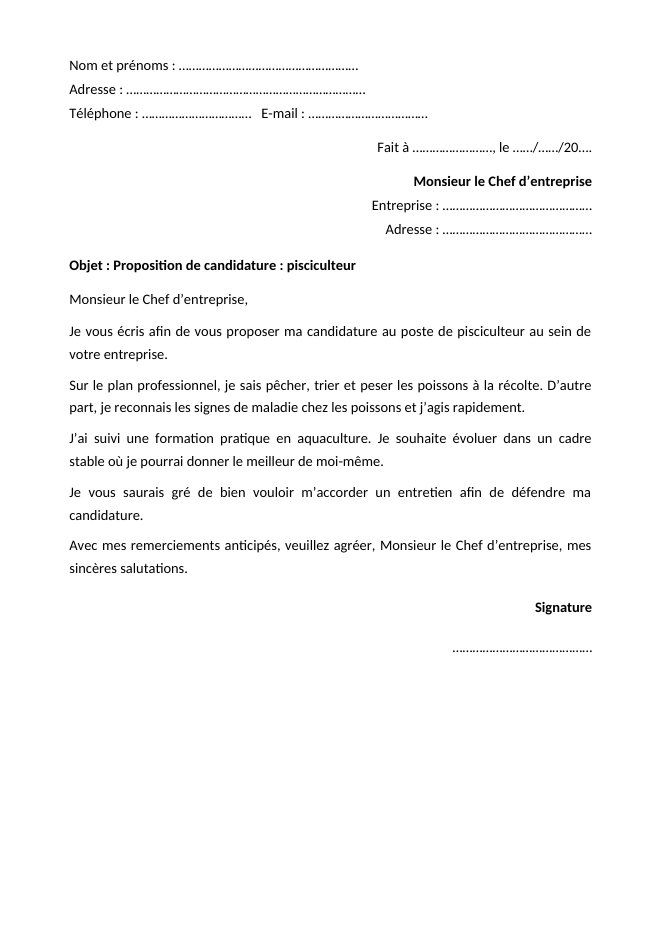 Nom et prénoms : ………………………………………………
Adresse : ………………………………………………………………
Téléphone : …………………………… E-mail : ………………………………
Fait à ……………………, le ……/……/20….
Monsieur le Chef d’entreprise
Entreprise : ………………………………………
Adresse : ………………………………………
Objet : Proposition de candidature : pisciculteur
Monsieur le Chef d’entreprise,
Je vous écris afin de vous proposer ma candidature au poste de pisciculteur au sein de
votre entreprise.
Sur le plan professionnel, je sais pêcher, trier et peser les poissons à la récolte. D’autre
part, je reconnais les signes de maladie chez les poissons et j’agis rapidement.
J’ai suivi une formation pratique en aquaculture. Je souhaite évoluer dans un cadre
stable où je pourrai donner le meilleur de moi-même.
Je vous saurais gré de bien vouloir m’accorder un entretien afin de défendre ma
candidature.
Avec mes remerciements anticipés, veuillez agréer, Monsieur le Chef d’entreprise, mes
sincères salutations.
Signature
……………………………………